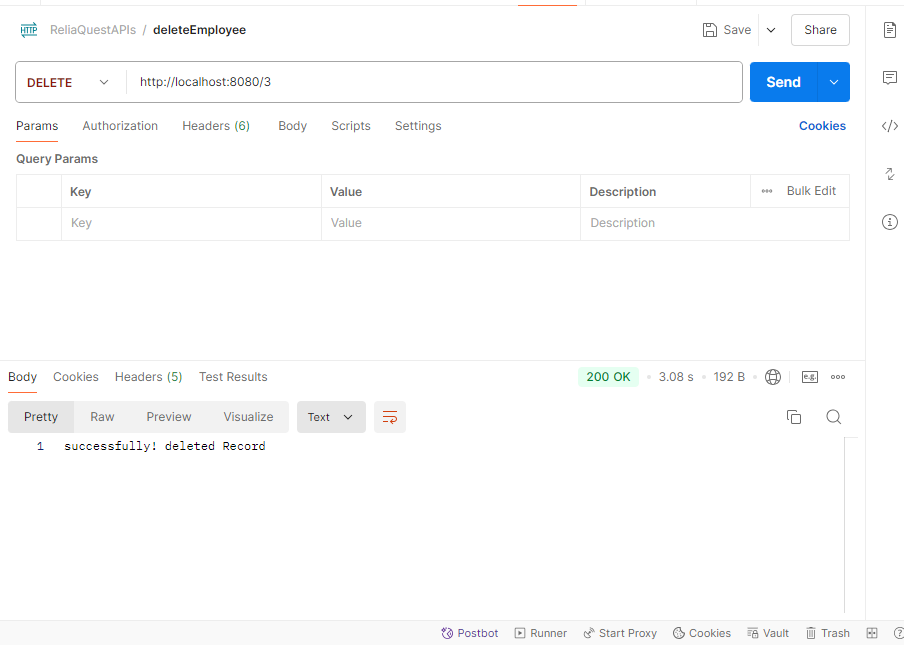 HTTP ReliaQuestAPIs / deleteEmployee Save Share
DELETE http://localhost:8080/3 Send
Params Authorization Headers (6) Body Scripts Settings Cookies
Query Params
Key Value Description Bulk Edit
Key Value Description
Body Cookies Headers (5) Test Results 200 OK 3.08 s 192 B e.g.
Pretty Raw Preview Visualize Text
1 successfully! deleted Record
Postbot Runner Start Proxy Cookies Vault Trash